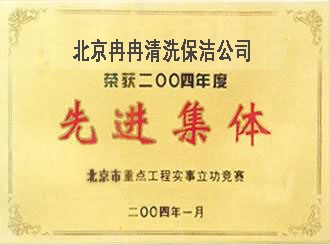 北京冉冉清洗保洁公司
荣获二〇〇四年度
先进集体
北京市重点工程实事立功竞赛
二〇〇四年一月